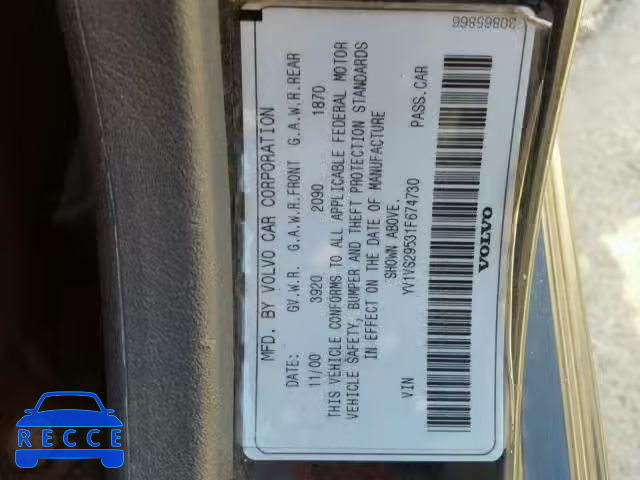 MFD. BY VOLVO CAR CORPORATION
DATE: GV.W.R. G.A.W.R.FRONT G.A.W.R.REAR
11/00 3920 2090 1870
THIS VEHICLE CONFORMS TO ALL APPLICABLE FEDERAL MOTOR
VEHICLE SAFETY, BUMPER AND THEFT PROTECTION STANDARDS
IN EFFECT ON THE DATE OF MANUFACTURE
SHOWN ABOVE.
VIN YV1VS29531F674730 PASS.CAR
VOLVO
30865866
RECCE